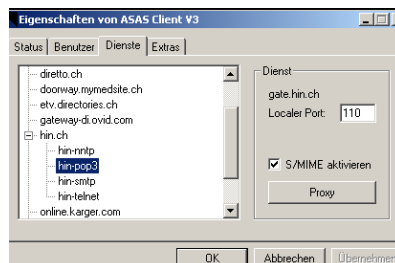 Eigenschaften von ASAS Client V3
Status Benutzer Dienste Extras
diretto.ch
doorway.mymedsite.ch
etv.directories.ch
gateway-di.ovid.com
hin.ch
hin-nntp
hin-pop3
hin-smtp
hin-telnet
online.karger.com
Dienst
gate.hin.ch
Localer Port: 110
S/MIME aktivieren
Proxy
OK Abbrechen Übernehmen